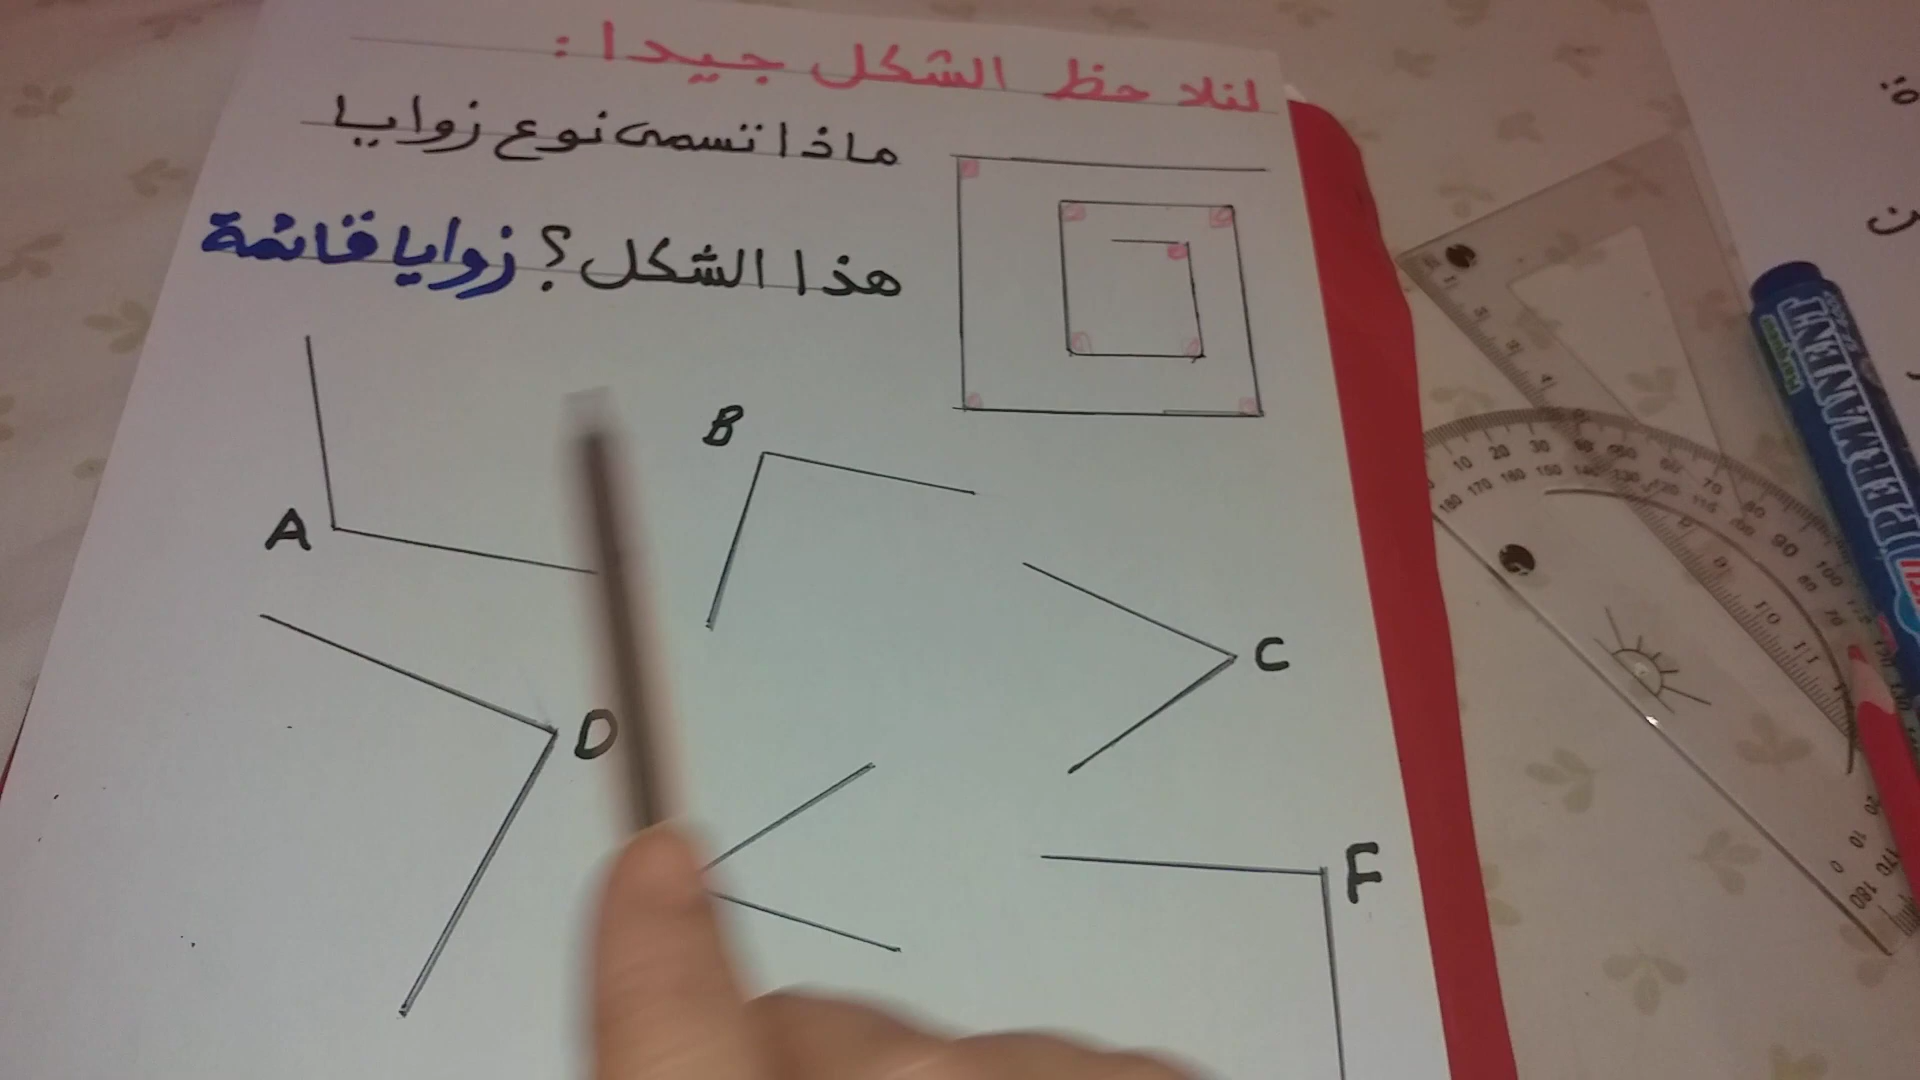 لنلاحظ الشكل جيدا :
ماذا تسمى نوع زوايا
هذا الشكل؟ زوايا قائمة
A
B
C
D
F
PERMANENT